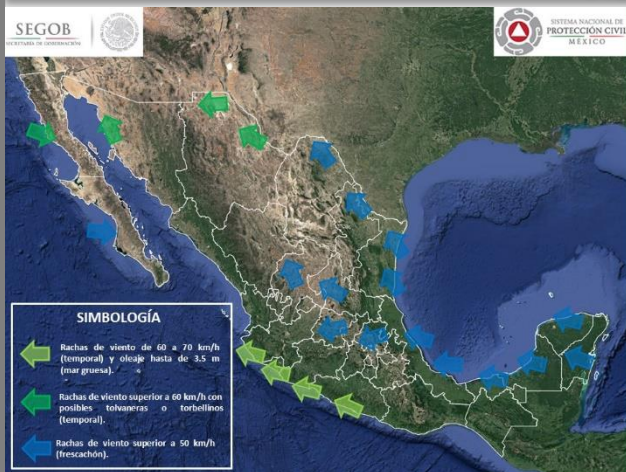 SEGOB
SECRETARÍA DE GOBERNACIÓN
SISTEMA NACIONAL DE
PROTECCIÓN CIVIL
MÉXICO
SIMBOLOGÍA
Rachas de viento de 60 a 70 km/h
(temporal) y oleaje hasta de 3.5 m
(mar gruesa).
Rachas de viento superior a 60 km/h con
posibles tolvaneras o torbellinos
(temporal).
Rachas de viento superior a 50 km/h
(frescachón).